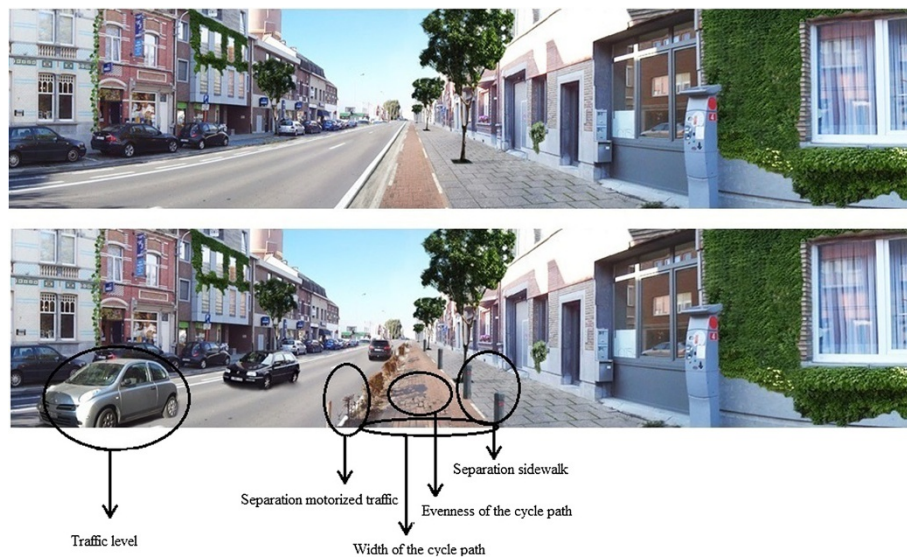 Separation sidewalk
Separation motorized traffic
Evenness of the cycle path
Traffic level
Width of the cycle path